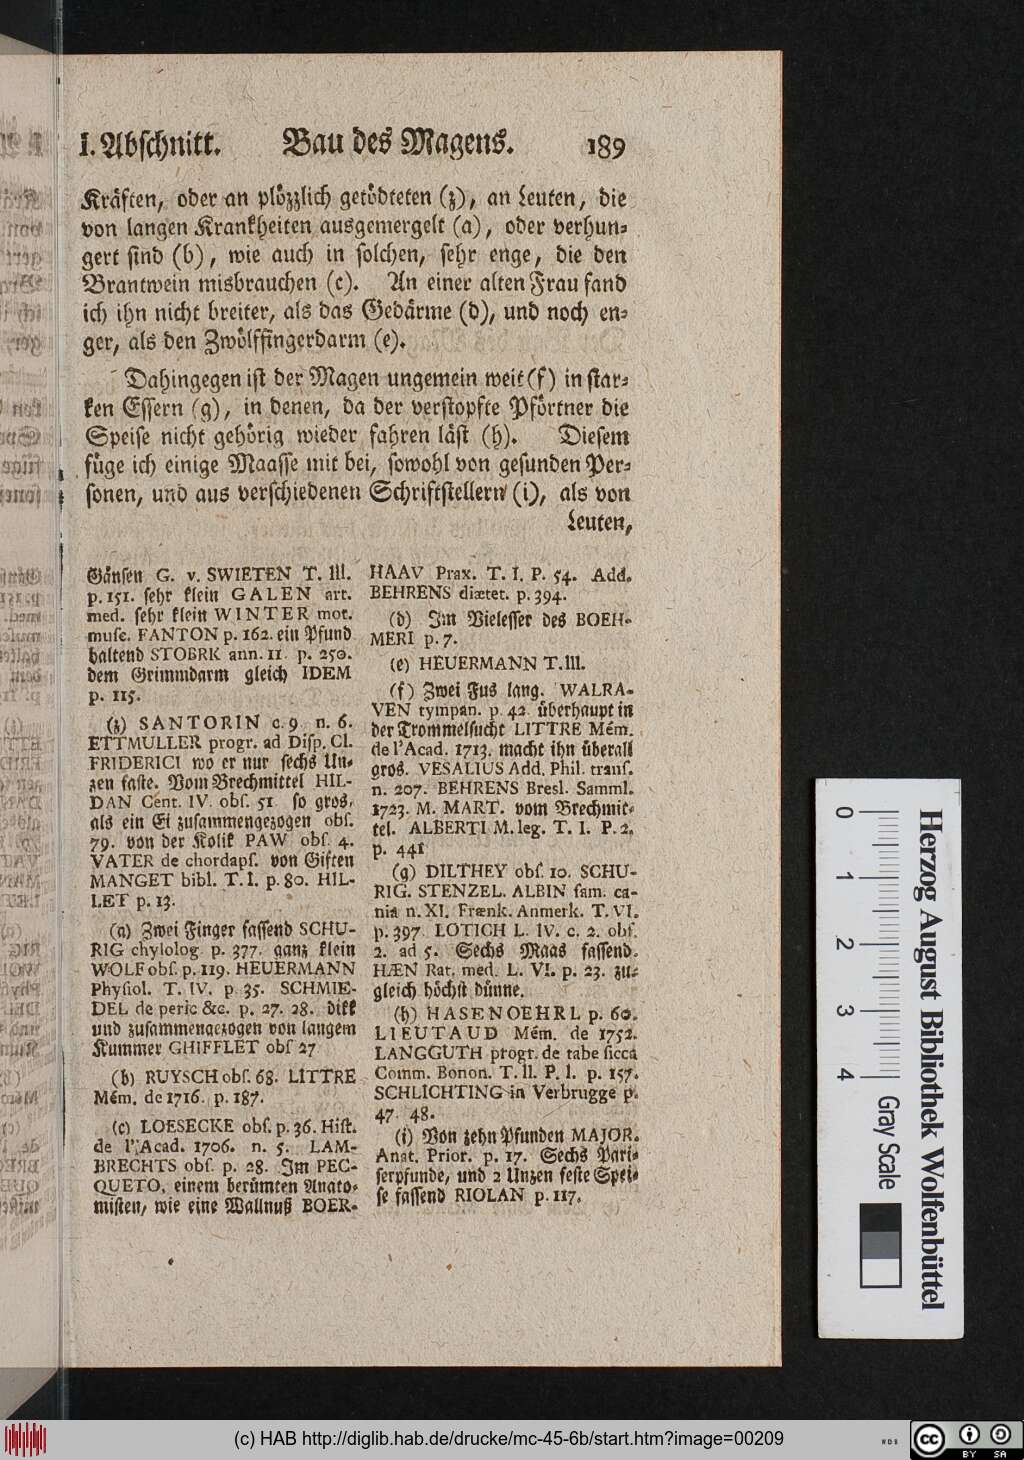 I. Abschnitt. Bau des Magens. 189
Kräften, oder an plözzlich getödteten (z), an Leuten, die
von langen Krankheiten ausgemergelt (a), oder verhun-
gert sind (b), wie auch in solchen, sehr enge, die den
Brantwein misbrauchen (c). An einer alten Frau fand
ich ihn nicht breiter, als das Gedärme (d), und noch en-
ger, als den Zwölffingerdarm (e).
Dahingegen ist der Magen ungemein weit (f) in star-
ken Essern (g), in denen, da der verstopfte Pförtner die
Speise nicht gehörig wieder fahren läst (h). Diesem
füge ich einige Maasse mit bei, sowohl von gesunden Per-
sonen, und aus verschiedenen Schriftstellern (i), als von
Leuten,
Gänsen G. v. SWIETEN T. III.
p. 151. sehr klein GALEN art.
med. sehr klein WINTER mot.
musc. FANTON p. 162. ein Pfund
haltend STOBRK ann. II. p. 250.
dem Grimmdarm gleich IDEM
p. 115.
(z) SANTORIN c. 9. n. 6.
ETTMULLER progr. ad Disp. Cl.
FRIDERICI wo er nur sechs Un-
zen faste. Vom Brechmittel HIL-
DAN Cent. IV. obs. 51 so gros,
als ein Ei zusammengezogen obs.
79. von der Kolik PAW obs. 4.
VATER de chordaps. von Giften
MANGET bibl. T. I. p. 80. HIL-
LET p. 13.
(a) Zwei Finger fassend SCHU-
RIG chylolog p. 377. ganz klein
WOLF obs. p. 119. HEUERMANN
Physiol. T. IV. p 35. SCHMIE-
DEL de peric &c. p. 27. 28. dikk
und zusammengezogen von langem
Kummer GHIFFLET obs 27
(b) RUYSCH obs. 68. LITTRE
Mém. de 1716. p. 187.
(c) LOESECKE obs. p. 36. Hist.
de l'Acad. 1706. n. 5. LAM-
BRECHTS obs. p. 28. Im PEC-
QUETO, einem berümten Anato-
misten, wie eine Wallnuß BOER-
HAAV Prax. T. I. P. 54. Add.
BEHRENS diætet. p. 394.
(d) Im Vielesser des BOEH-
MERI p. 7.
(e) HEUERMANN T. III.
(f) Zwei Fus lang. WALRA-
VEN tympan. p. 42 überhaupt in
der Trommelsucht LITTRE Mém.
de l'Acad. 1713. macht ihn überall
gros. VESALIUS Add. Phil. trans.
n. 207. BEHRENS Bresl. Samml.
1723. M. MART. vom Brechmit-
tel. ALBERTI M. leg. T. I. P. 2.
p. 441
(g) DILTHEY obs. 10. SCHU-
RIG. STENZEL. ALBIN fam. ca-
nia n. XI. Frænk. Anmerk. T. VI.
p. 397 LOTICH L. IV. c. 2. obs.
2. ad 5. Sechs Maas fassend.
HÆN Rat. med. L. VI. p. 23. zu-
gleich höchst dünne.
(h) HASENOEHRL p. 60.
LIEUTAUD Mém. de 1752.
LANGGUTH progr. de tabe sicca
Comm. Bonon. T. II. P. I. p. 157.
SCHLICHTING in Verbrugge p.
47 48.
(i) Von zehn Pfunden MAJOR.
Anat. Prior. p. 17. Sechs Pari-
serpfunde, und 2 Unzen feste Spei-
se fassend RIOLAN p. 117.
0 1 2 3 4
Gray Scale
Herzog August Bibliothek Wolfenbüttel
(c) HAB http://diglib.hab.de/drucke/mc-45-6b/start.htm?image=00209
cc BY SA